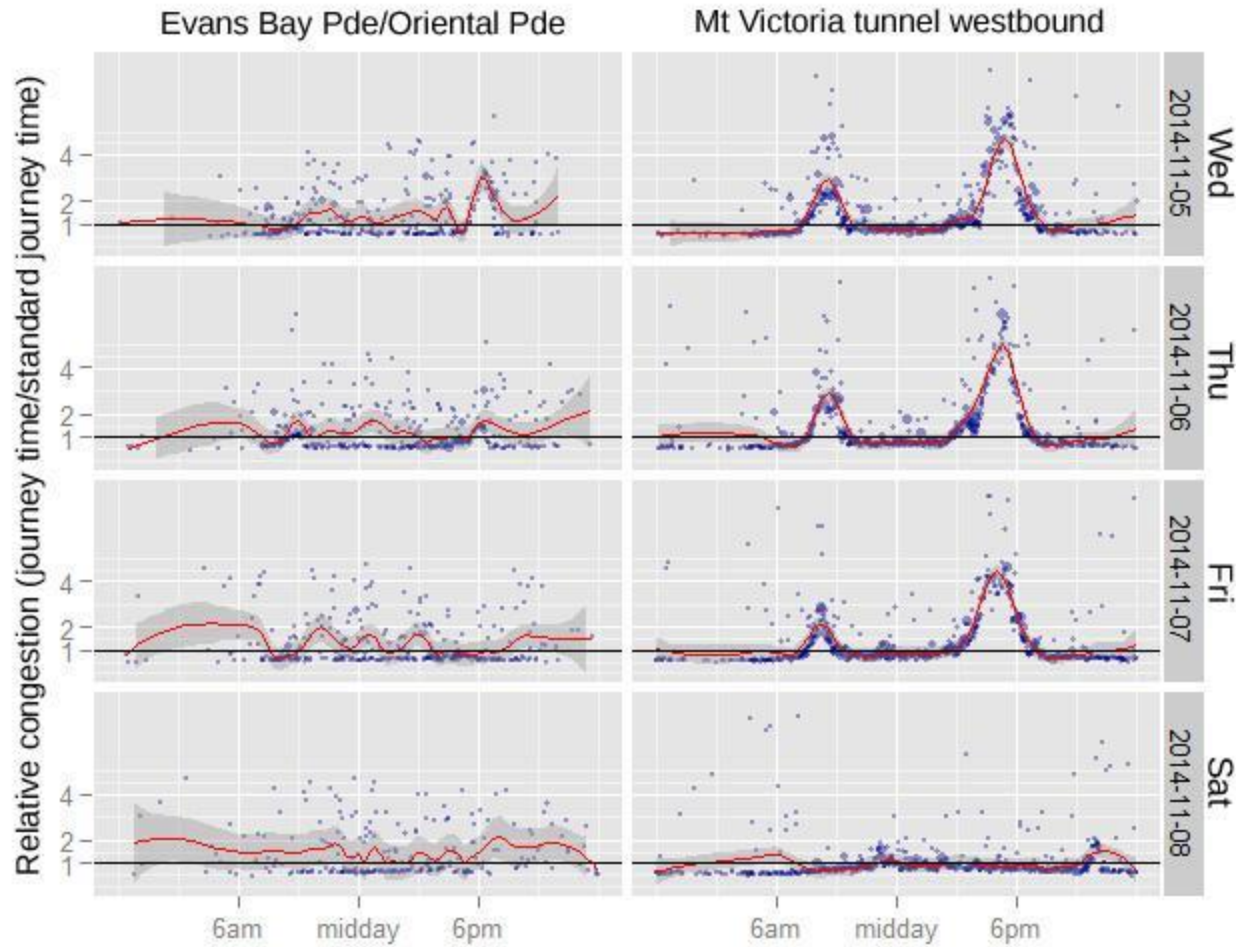 Evans Bay Pde/Oriental Pde
Mt Victoria tunnel westbound
Relative congestion (journey time/standard journey time)
4
2
1
2014-11-05
Wed
4
2
1
2014-11-06
Thu
4
2
1
2014-11-07
Fri
4
2
1
2014-11-08
Sat
6am midday 6pm
6am midday 6pm